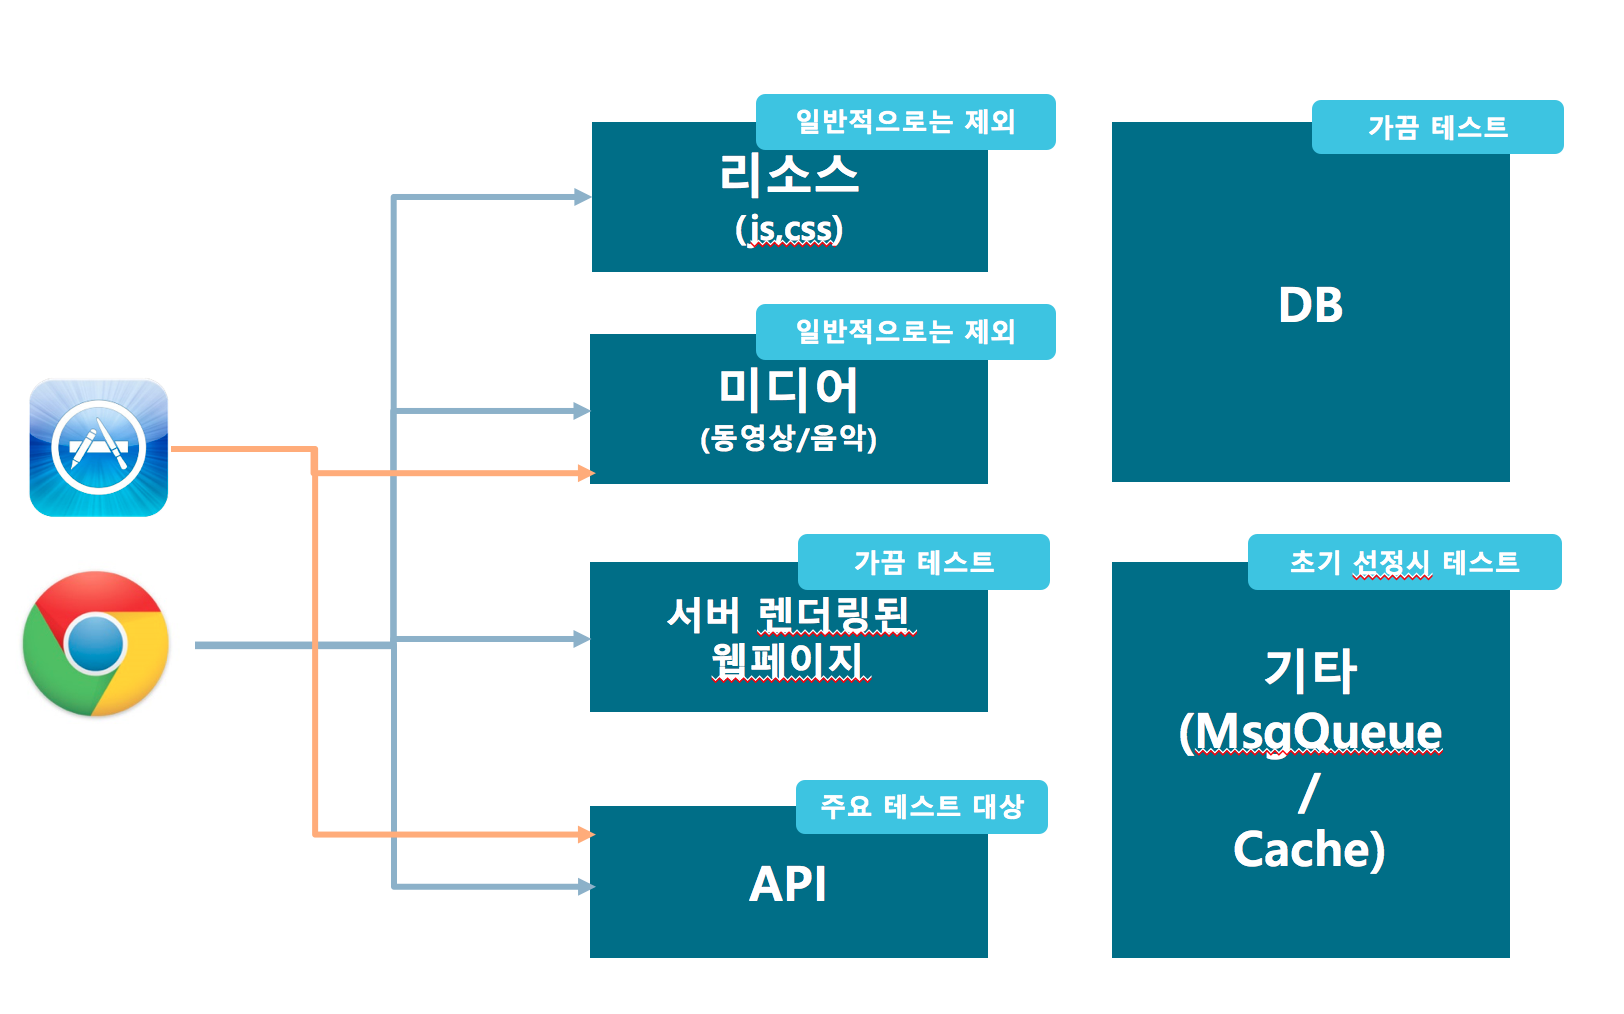 일반적으로는 제외
리소스
(js,css)
일반적으로는 제외
미디어
(동영상/음악)
가끔 테스트
서버 렌더링된
웹페이지
주요 테스트 대상
API
가끔 테스트
DB
초기 선정시 테스트
기타
(MsgQueue
/
Cache)